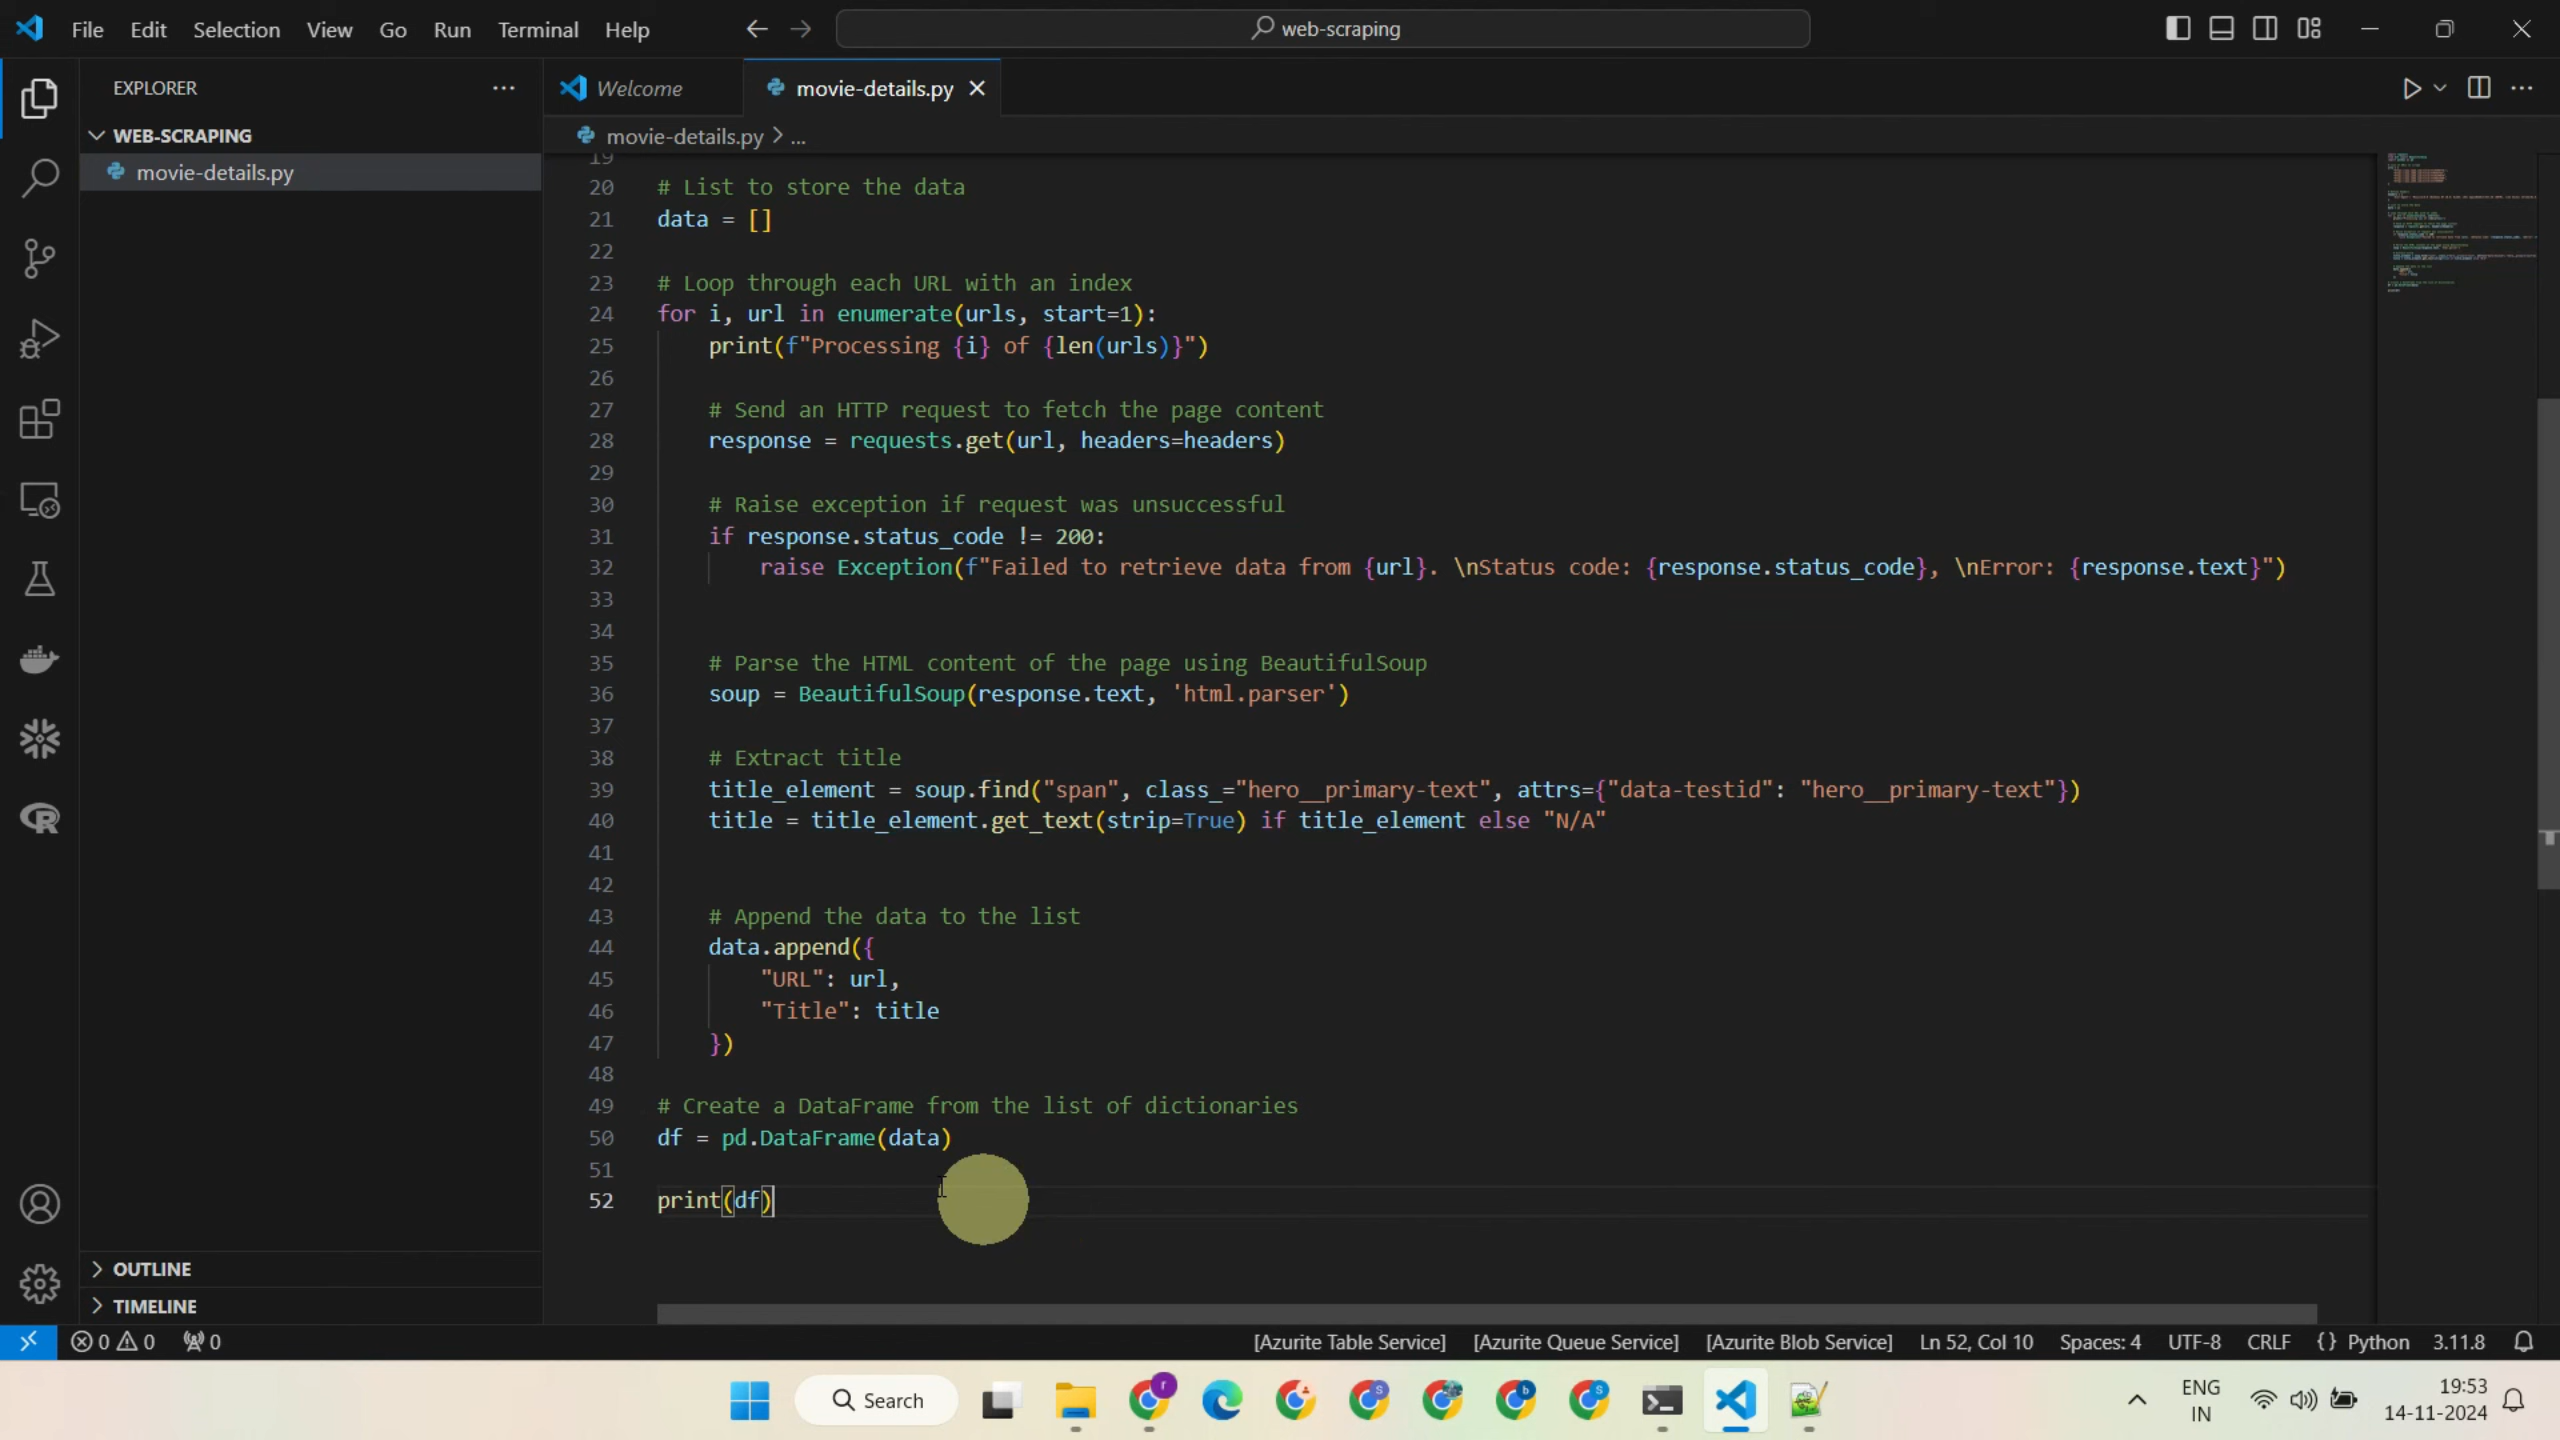 File Edit Selection View Go Run Terminal Help
web-scraping
EXPLORER
WEB-SCRAPING
movie-details.py
OUTLINE
TIMELINE
Welcome
movie-details.py
movie-details.py > ...
19
20 # List to store the data
21 data = []
22
23 # Loop through each URL with an index
24 for i, url in enumerate(urls, start=1):
25 print(f"Processing {i} of {len(urls)}")
26
27 # Send an HTTP request to fetch the page content
28 response = requests.get(url, headers=headers)
29
30 # Raise exception if request was unsuccessful
31 if response.status_code != 200:
32 raise Exception(f"Failed to retrieve data from {url}. \nStatus code: {response.status_code}, \nError: {response.text}")
33
34
35 # Parse the HTML content of the page using BeautifulSoup
36 soup = BeautifulSoup(response.text, 'html.parser')
37
38 # Extract title
39 title_element = soup.find("span", class_="hero__primary-text", attrs={"data-testid": "hero__primary-text"})
40 title = title_element.get_text(strip=True) if title_element else "N/A"
41
42
43 # Append the data to the list
44 data.append({
45 "URL": url,
46 "Title": title
47 })
48
49 # Create a DataFrame from the list of dictionaries
50 df = pd.DataFrame(data)
51
52 print(df)
0 0 0 [Azurite Table Service] [Azurite Queue Service] [Azurite Blob Service] Ln 52, Col 10 Spaces: 4 UTF-8 CRLF {} Python 3.11.8
Search
r
s
b
s
ENG
IN
19:53
14-11-2024